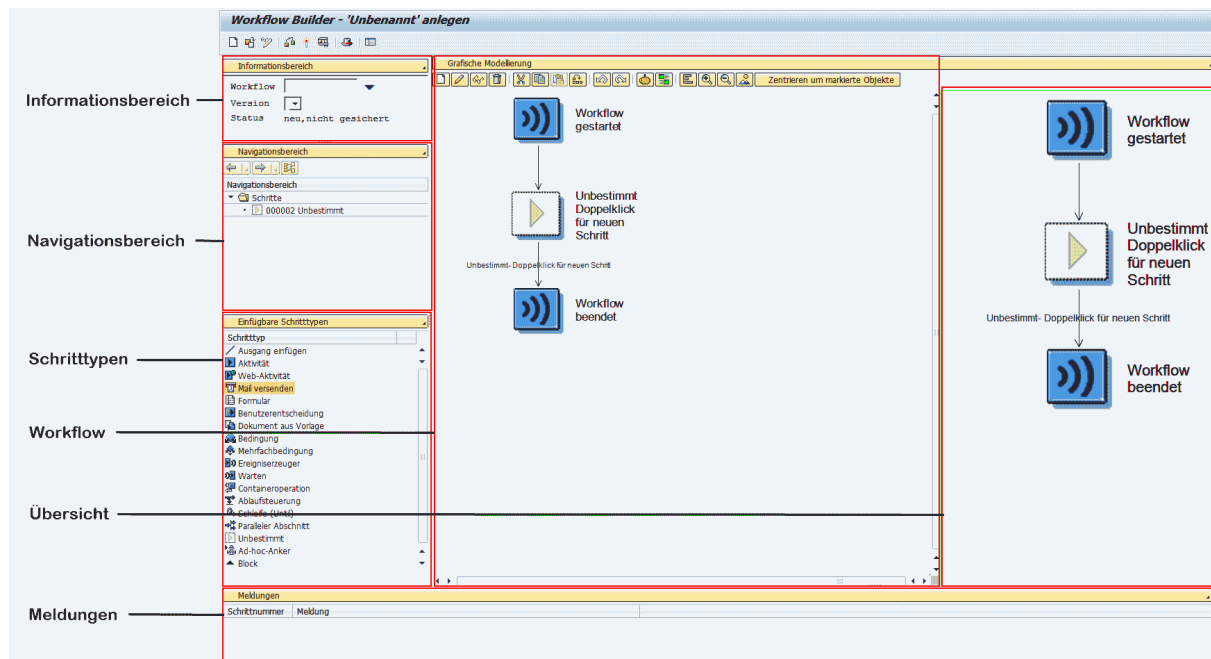 Workflow Builder - 'Unbenannt' anlegen
Informationsbereich
Informationsbereich
Workflow
Version
Status neu,nicht gesichert
Navigationsbereich
Navigationsbereich
Navigationsbereich
Schritte
000002 Unbestimmt
Schritttypen
Einfügbare Schritttypen
Schritttyp
Ausgang einfügen
Aktivität
Web-Aktivität
Mail versenden
Formular
Benutzerentscheidung
Dokument aus Vorlage
Bedingung
Mehrfachbedingung
Ereigniserzeuger
Warten
Containeroperation
Ablaufsteuerung
Schleife (Until)
Paralleler Abschnitt
Unbestimmt
Ad-hoc-Anker
Block
Workflow
Übersicht
Grafische Modellierung
Zentrieren um markierte Objekte
Workflow
gestartet
Unbestimmt
Doppelklick
für neuen
Schritt
Unbestimmt- Doppelklick für neuen Schritt
Workflow
beendet
Workflow
gestartet
Unbestimmt
Doppelklick
für neuen
Schritt
Unbestimmt- Doppelklick für neuen Schritt
Workflow
beendet
Meldungen
Meldungen
Schrittnummer Meldung